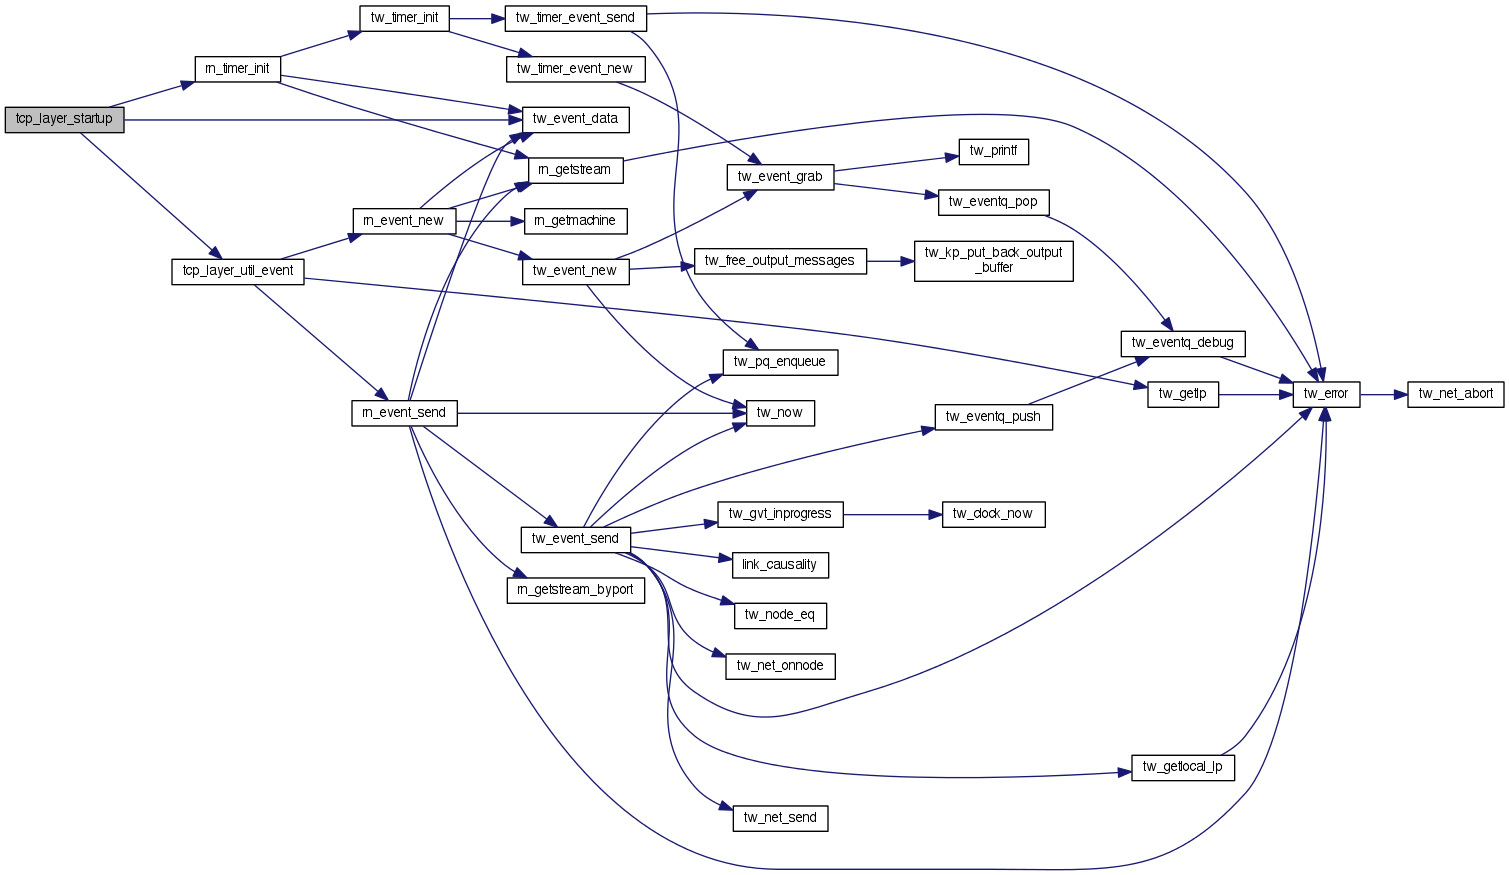 tw_timer_init
tw_timer_event_send
rn_timer_init
tw_timer_event_new
tcp_layer_startup
tw_event_data
tw_printf
rn_getstream
tw_event_grab
tw_eventq_pop
rn_event_new
rn_getmachine
tcp_layer_util_event
tw_event_new
tw_free_output_messages
tw_kp_put_back_output
_buffer
tw_eventq_debug
tw_pq_enqueue
tw_getlp
tw_error
tw_net_abort
rn_event_send
tw_now
tw_eventq_push
tw_gvt_inprogress
tw_clock_now
tw_event_send
link_causality
rn_getstream_byport
tw_node_eq
tw_net_onnode
tw_getlocal_lp
tw_net_send